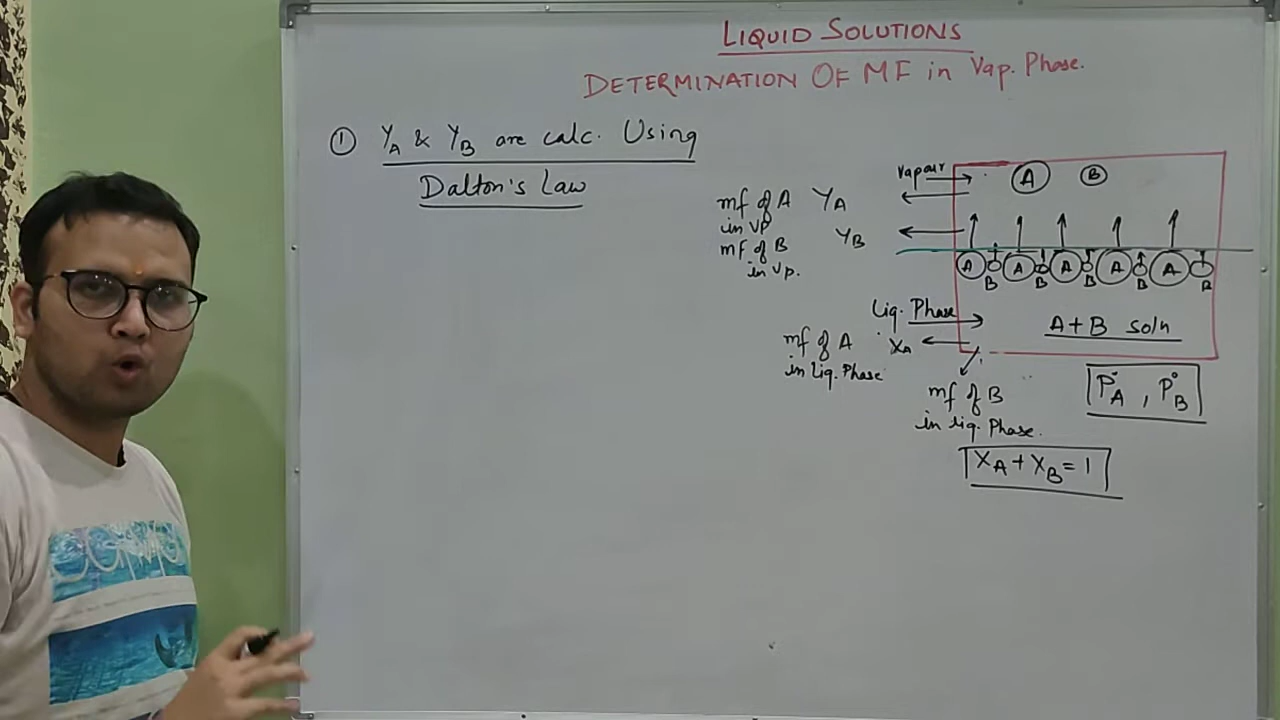 LIQUID SOLUTIONS
DETERMINATION OF MF in Vap. Phase.
① YA & YB are calc. Using
Dalton's Law
Vapour
A B
mf of A YA
in VP
mf of B YB
in vp.
A A A A A
B B B B B
Liq. Phase
A+B soln
mf of A XA
in Liq. Phase
mf of B
in liq. Phase.
P°A , P°B
XA + XB = 1